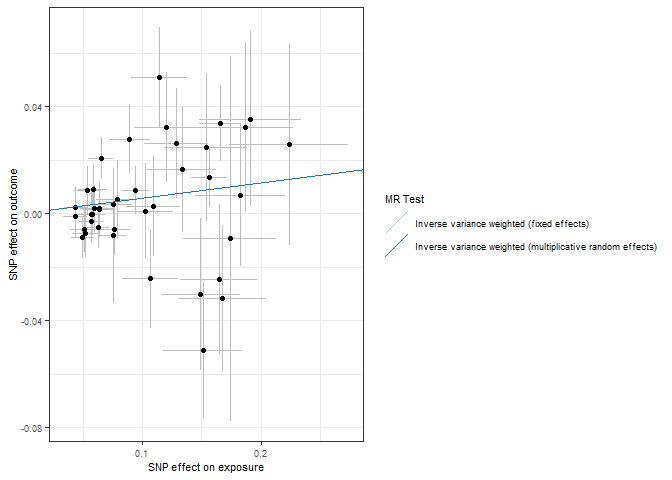 0.04
0.00
-0.04
-0.08
SNP effect on outcome
0.1
0.2
SNP effect on exposure
MR Test
Inverse variance weighted (fixed effects)
Inverse variance weighted (multiplicative random effects)